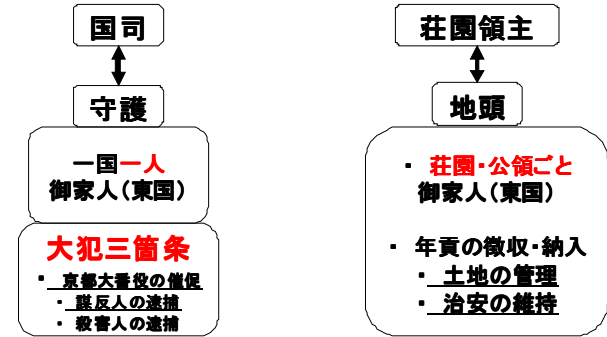 国司
守護
一国一人
御家人（東国）
大犯三箇条
・ 京都大番役の催促
・ 謀反人の逮捕
・ 殺害人の逮捕
荘園領主
地頭
・ 荘園・公領ごと
御家人（東国）
・ 年貢の徴収・納入
・ 土地の管理
・ 治安の維持